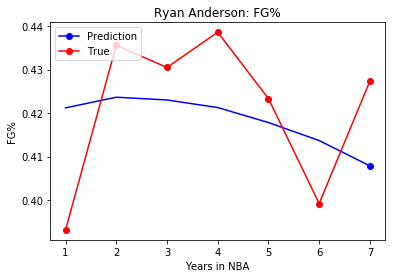 Ryan Anderson: FG%
Prediction
True
0.44
0.43
0.42
0.41
0.40
FG%
1 2 3 4 5 6 7
Years in NBA